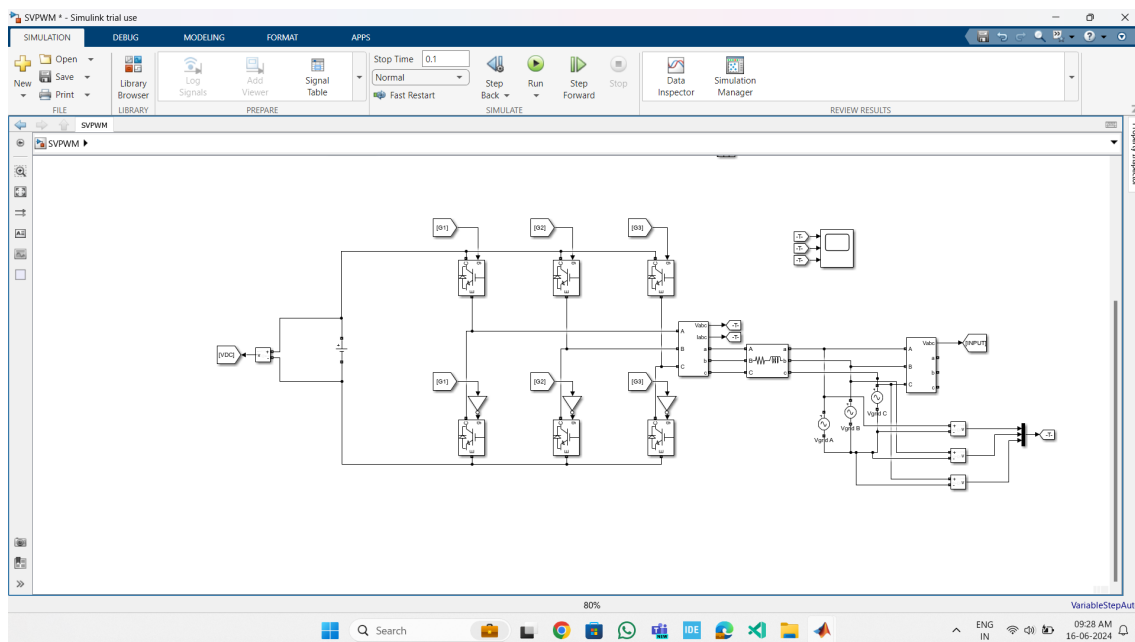 SVPWM * - Simulink trial use
SIMULATION DEBUG MODELING FORMAT APPS
New
Open
Save
Print
FILE
Library Browser
LIBRARY
Log Signals
Add Viewer
Signal Table
PREPARE
Stop Time 0.1
Normal
Fast Restart
Step Back
Run
Step Forward
Stop
SIMULATE
Data Inspector
Simulation Manager
REVIEW RESULTS
SVPWM
SVPWM
Property Inspector
[G1] [G2] [G3]
C g C g C g
E E E
-T-
-T-
-T-
[VDC] v + -
+
Vabc -T-
Iabc -T-
A a A a
B b B b
C c C c
Vabc [INPUT]
A a
B b
C c
[G1] [G2] [G3]
C g C g C g
E E E
Vgrid A
Vgrid B
Vgrid C
+ - v
+ - v
+ - v
-T-
80%
VariableStepAut
Search
ENG
IN
09:28 AM
16-06-2024